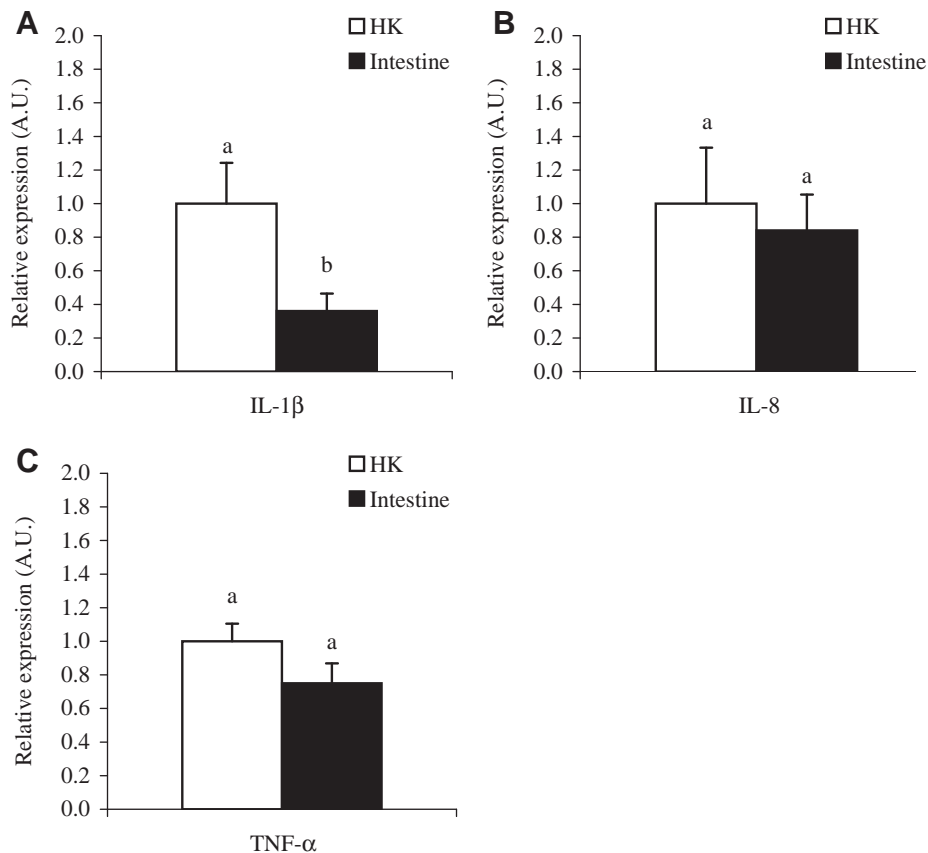 A
HK
Intestine
Relative expression (A.U.)
2.0
1.8
1.6
1.4
1.2
1.0
0.8
0.6
0.4
0.2
0.0
a
b
IL-1β
B
HK
Intestine
Relative expression (A.U.)
2.0
1.8
1.6
1.4
1.2
1.0
0.8
0.6
0.4
0.2
0.0
a
a
IL-8
C
HK
Intestine
Relative expression (A.U.)
2.0
1.8
1.6
1.4
1.2
1.0
0.8
0.6
0.4
0.2
0.0
a
a
TNF-α